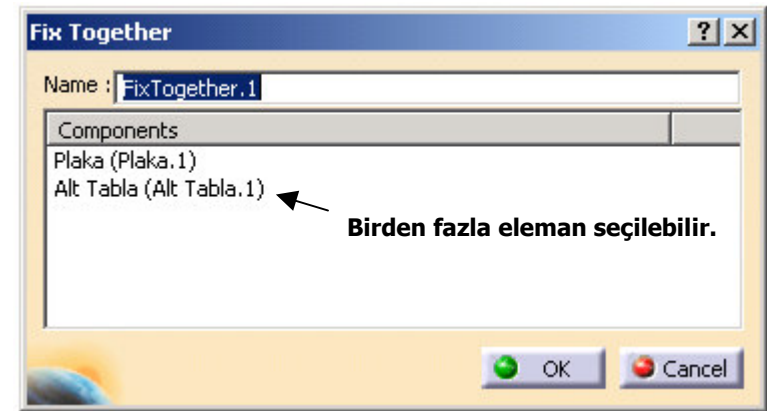 Fix Together
Name : FixTogether.1
Components
Plaka (Plaka.1)
Alt Tabla (Alt Tabla.1)
Birden fazla eleman seçilebilir.
OK Cancel